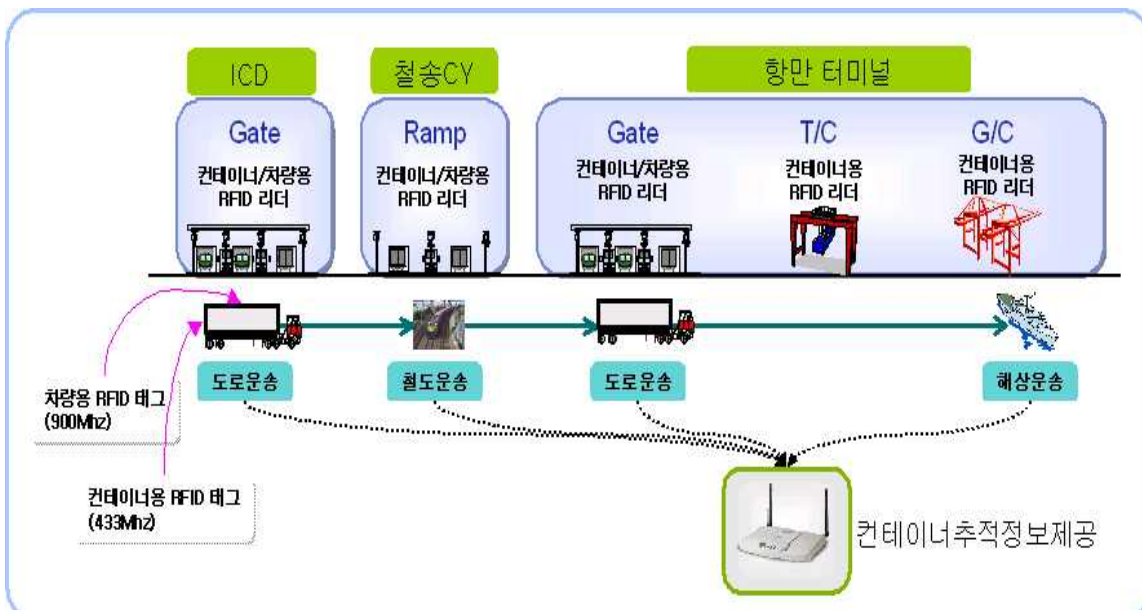 ICD
철송CY
항만 터미널
Gate
컨테이너/차량용
RFID 리더
Ramp
컨테이너/차량용
RFID 리더
Gate
컨테이너/차량용
RFID 리더
T/C
컨테이너용
RFID 리더
G/C
컨테이너용
RFID 리더
도로운송
철도운송
도로운송
해상운송
차량용 RFID 태그
(900Mhz)
컨테이너용 RFID 태그
(433Mhz)
컨테이너추적정보제공